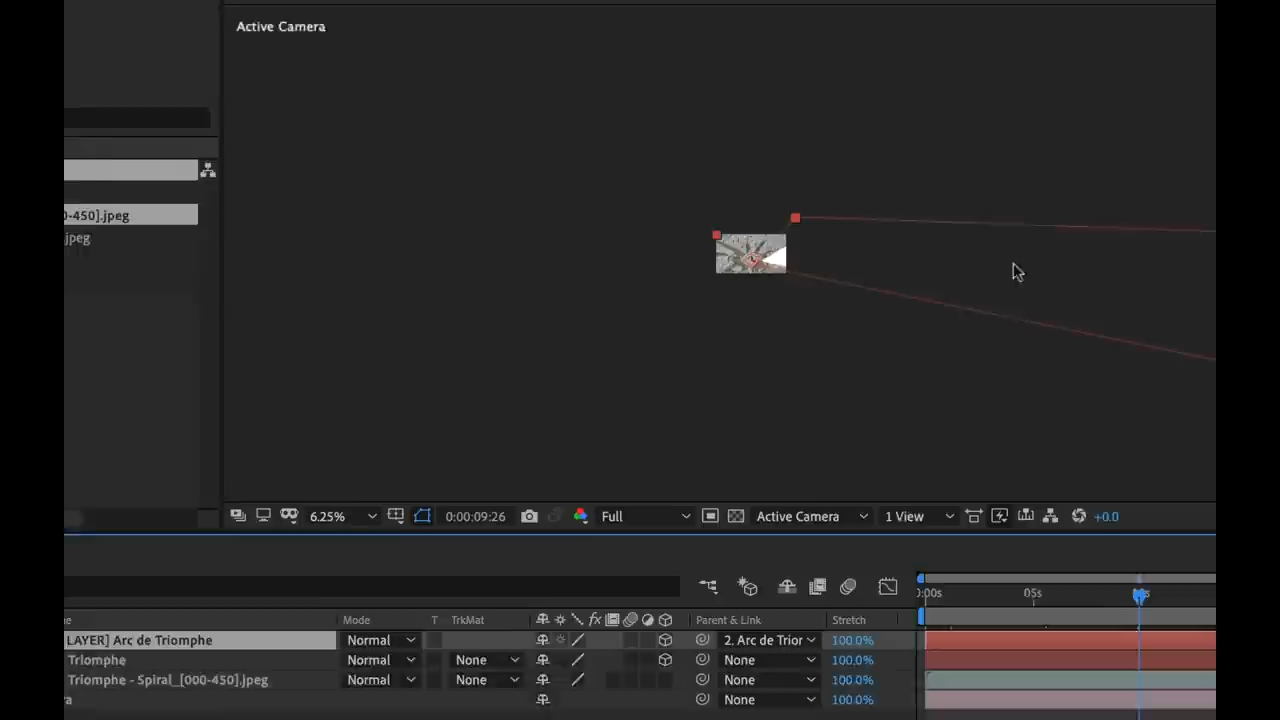 Active Camera
0-450].jpeg
.jpeg
6.25%
0:00:09:26
Full
Active Camera
1 View
+0.0
0:00s
05s
Mode
T
TrkMat
fx
Parent & Link
Stretch
LAYER] Arc de Triomphe
Normal
2. Arc de Trior
100.0%
Triomphe
Normal
None
None
100.0%
Triomphe - Spiral_[000-450].jpeg
Normal
None
None
100.0%
a
None
100.0%